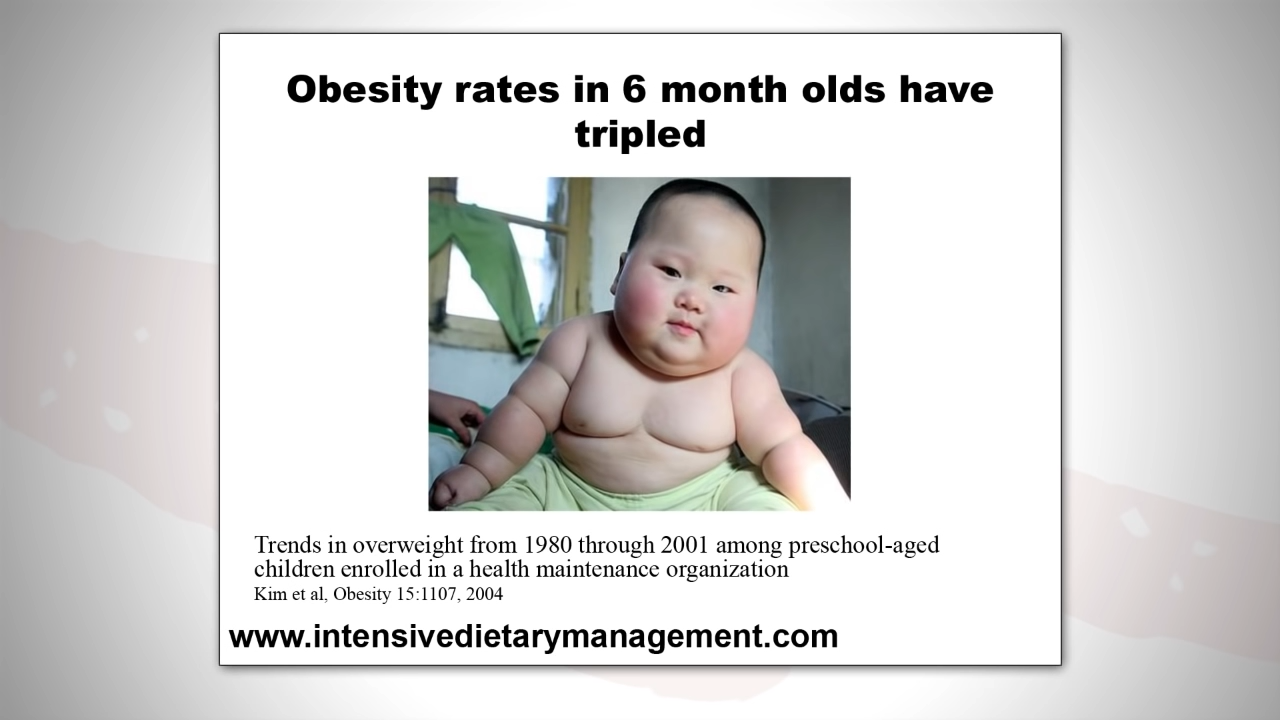 Obesity rates in 6 month olds have
tripled
Trends in overweight from 1980 through 2001 among preschool-aged
children enrolled in a health maintenance organization
Kim et al, Obesity 15:1107, 2004
www.intensivedietarymanagement.com